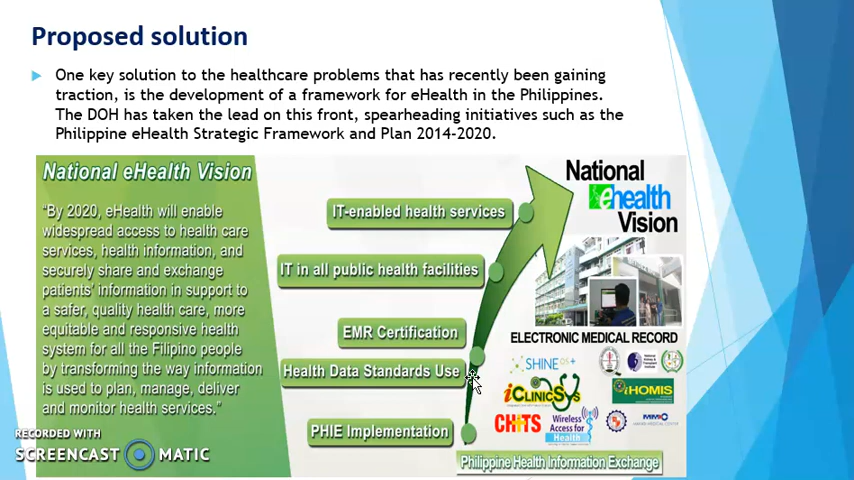 Proposed solution
One key solution to the healthcare problems that has recently been gaining
traction, is the development of a framework for eHealth in the Philippines.
The DOH has taken the lead on this front, spearheading initiatives such as the
Philippine eHealth Strategic Framework and Plan 2014-2020.
National eHealth Vision
"By 2020, eHealth will enable
widespread access to health care
services, health information, and
securely share and exchange
patients' information in support to
a safer, quality health care, more
equitable and responsive health
system for all the Filipino people
by transforming the way information
is used to plan, manage, deliver
and monitor health services."
IT-enabled health services
IT in all public health facilities
EMR Certification
Health Data Standards Use
PHIE Implementation
National
ehealth
Vision
ELECTRONIC MEDICAL RECORD
SHINE OS+
iCLINICSYS
iHOMIS
CHITS
Wireless
Access for
Health
MMC
Philippine Health Information Exchange
RECORDED WITH
SCREENCAST MATIC